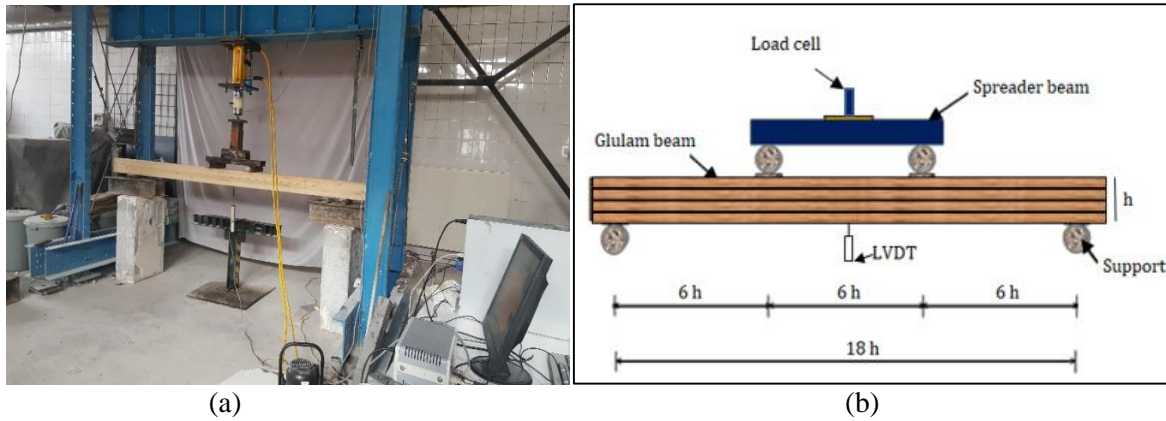 Load cell
Spreader beam
Glulam beam
h
LVDT
Support
6 h
6 h
6 h
18 h
(a)
(b)